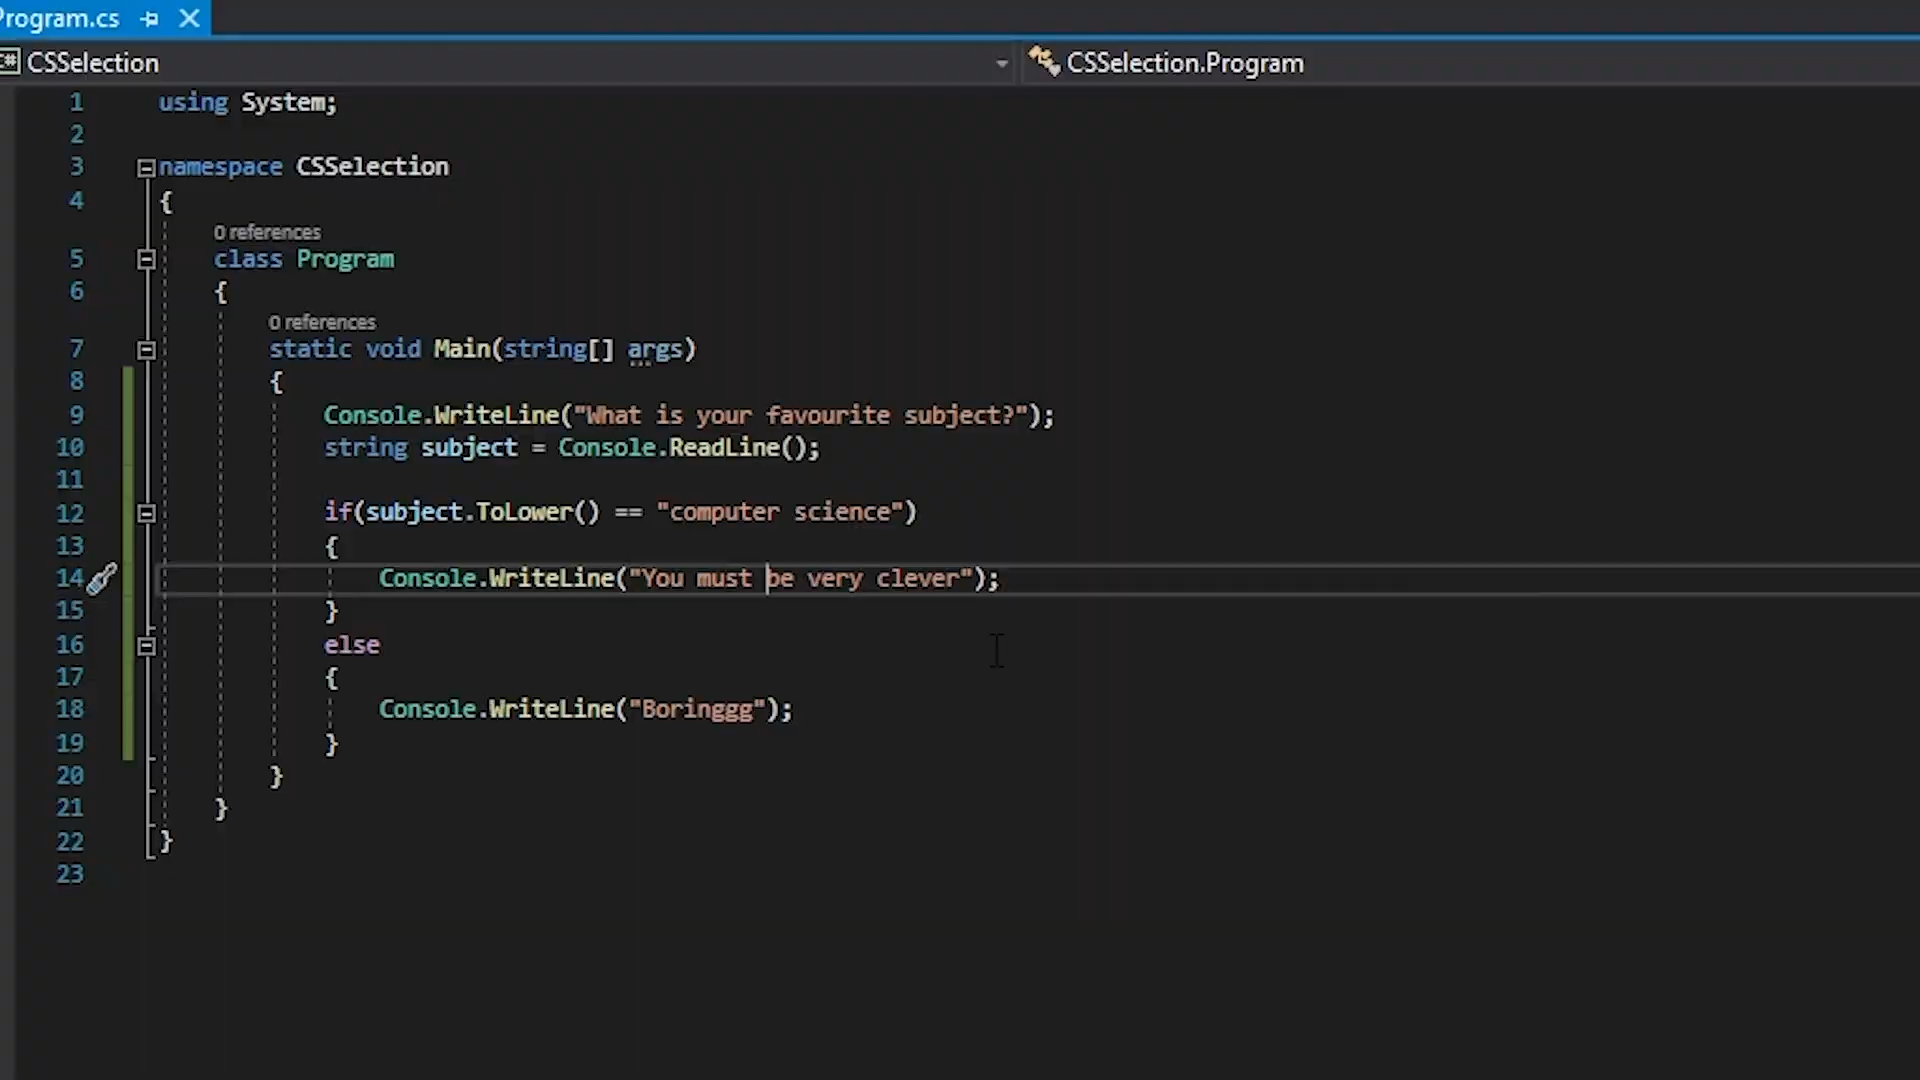 Program.cs
C# CSSelection CSSelection.Program
1 using System;
2
3 namespace CSSelection
4 {
0 references
5 class Program
6 {
0 references
7 static void Main(string[] args)
8 {
9 Console.WriteLine("What is your favourite subject?");
10 string subject = Console.ReadLine();
11
12 if(subject.ToLower() == "computer science")
13 {
14 Console.WriteLine("You must be very clever");
15 }
16 else
17 {
18 Console.WriteLine("Boringgg");
19 }
20 }
21 }
22 }
23